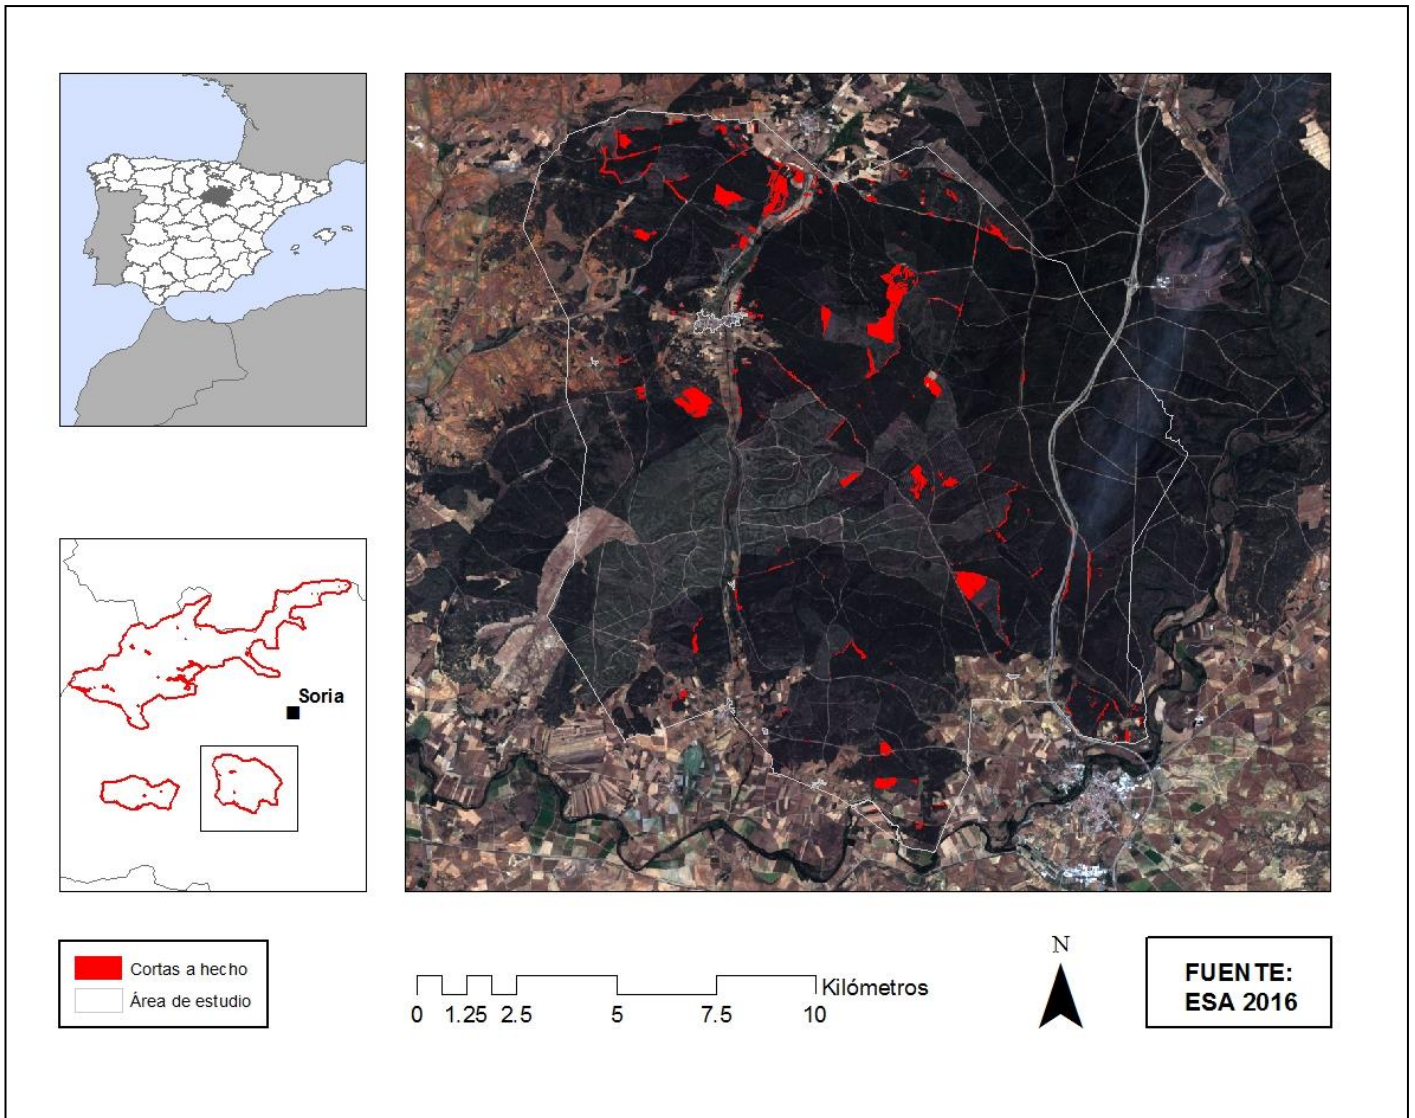 Soria
Cortas a hecho
Área de estudio
Kilómetros
0 1.25 2.5 5 7.5 10
N
FUENTE:
ESA 2016